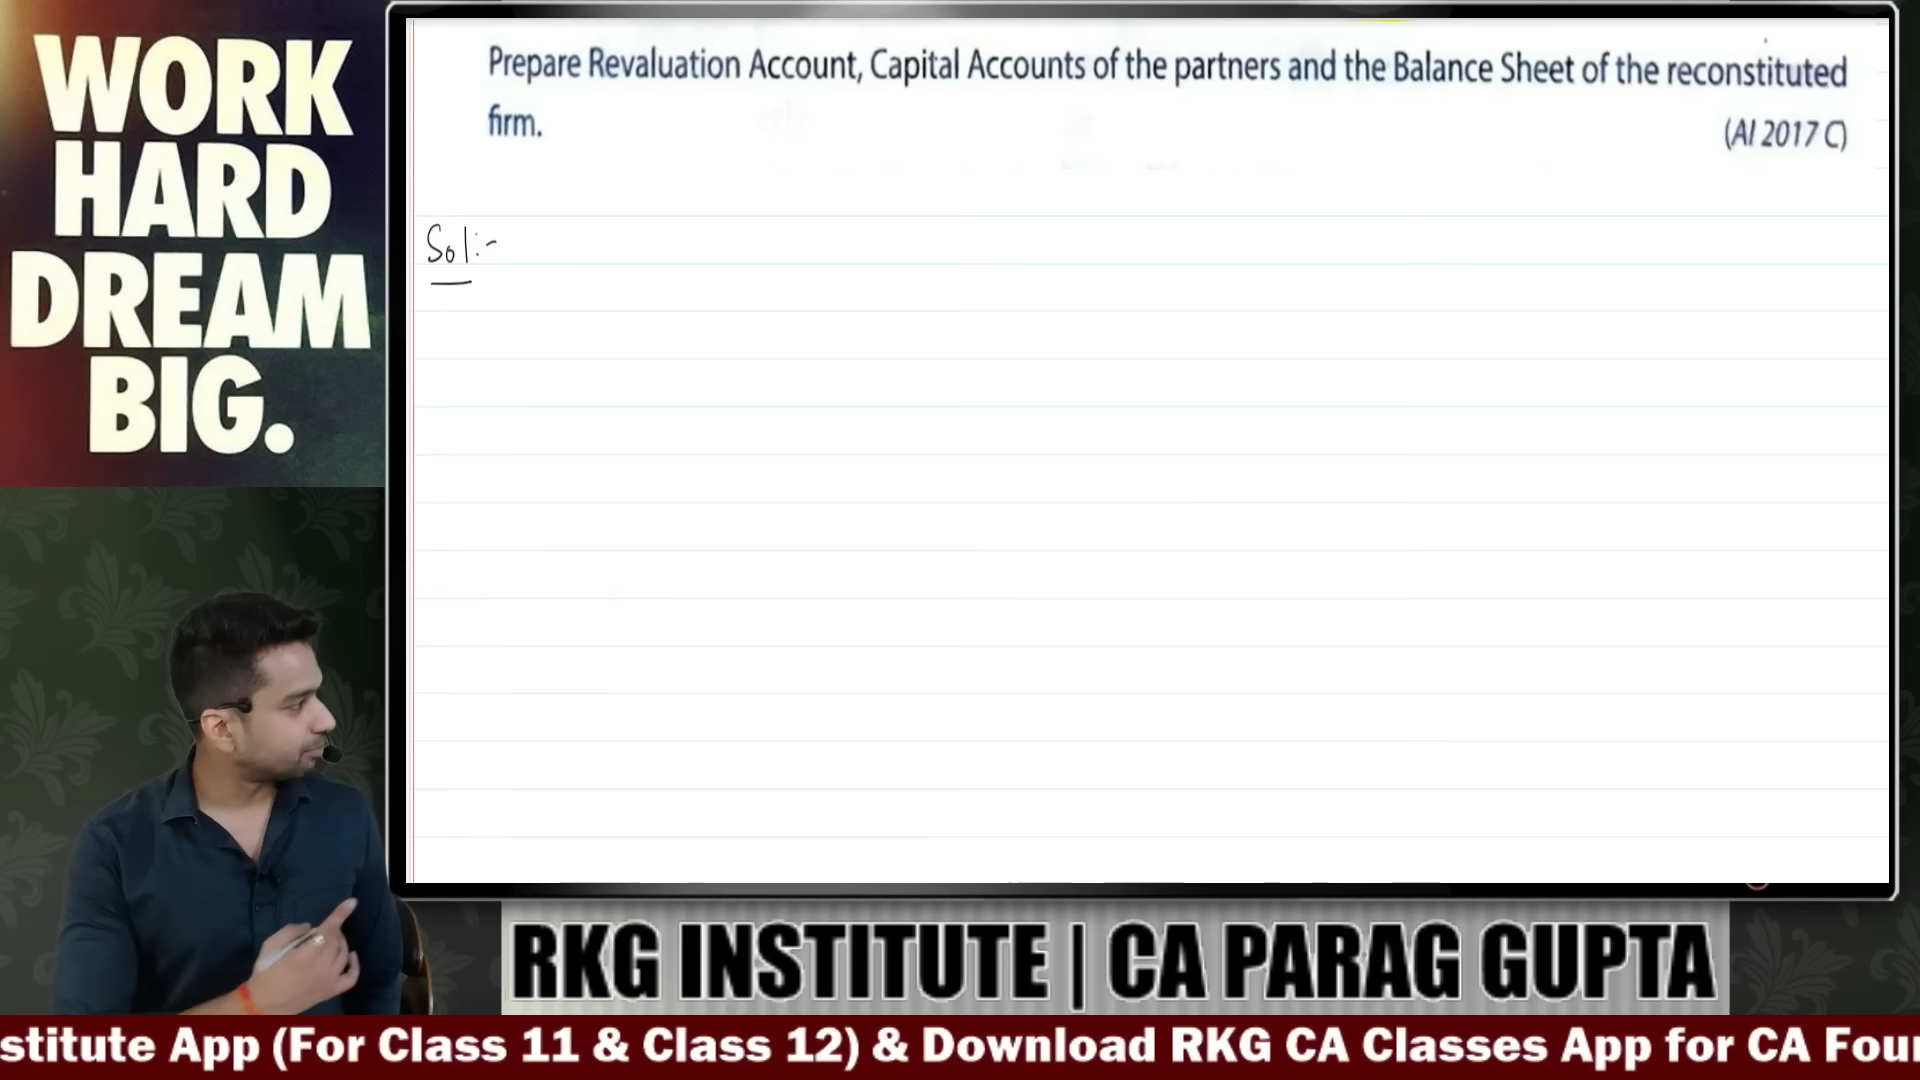 WORK
HARD
DREAM
BIG.
Prepare Revaluation Account, Capital Accounts of the partners and the Balance Sheet of the reconstituted
firm.
(AI 2017 C)
Sol:-
RKG INSTITUTE | CA PARAG GUPTA
stitute App (For Class 11 & Class 12) & Download RKG CA Classes App for CA Four